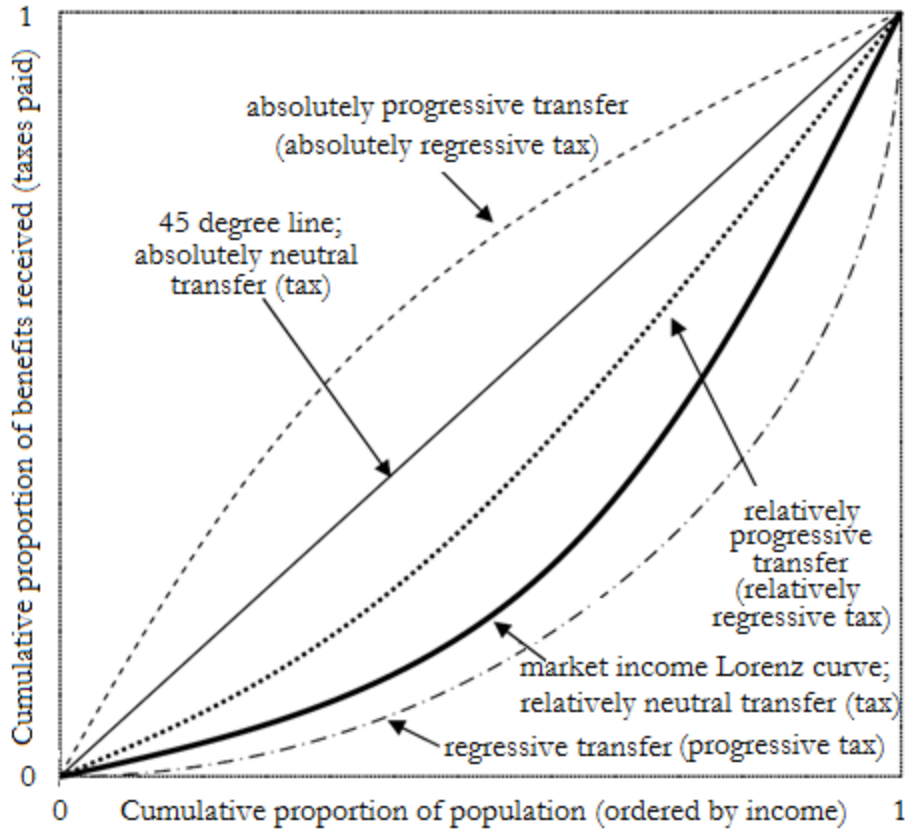 1
Cumulative proportion of benefits received (taxes paid)
absolutely progressive transfer
(absolutely regressive tax)
45 degree line;
absolutely neutral
transfer (tax)
relatively
progressive
transfer
(relatively
regressive tax)
market income Lorenz curve;
relatively neutral transfer (tax)
regressive transfer (progressive tax)
0
0
Cumulative proportion of population (ordered by income)
1